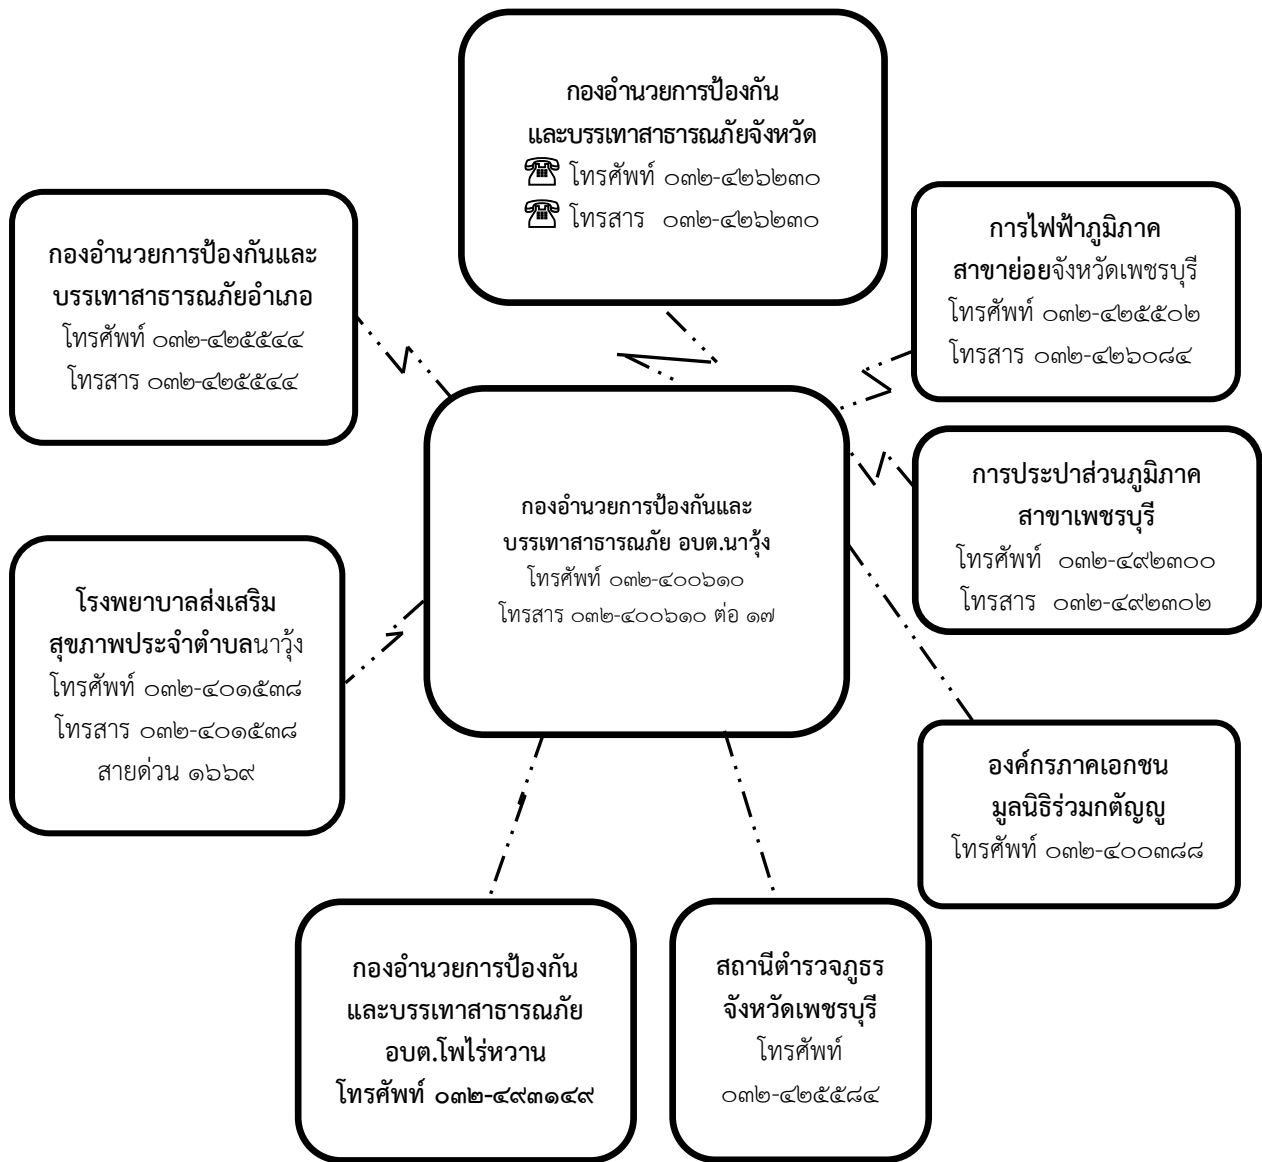 กองอำนวยการป้องกัน
และบรรเทาสาธารณภัยจังหวัด
โทรศัพท์ ๐๓๒-๔๒๖๒๓๐
โทรสาร ๐๓๒-๔๒๖๒๓๐
กองอำนวยการป้องกันและ
บรรเทาสาธารณภัยอำเภอ
โทรศัพท์ ๐๓๒-๔๒๕๕๔๔
โทรสาร ๐๓๒-๔๒๕๕๔๔
การไฟฟ้าภูมิภาค
สาขาย่อยจังหวัดเพชรบุรี
โทรศัพท์ ๐๓๒-๔๒๕๕๐๒
โทรสาร ๐๓๒-๔๒๖๐๘๔
กองอำนวยการป้องกันและ
บรรเทาสาธารณภัย อบต.นาวุ้ง
โทรศัพท์ ๐๓๒-๔๐๐๖๑๐
โทรสาร ๐๓๒-๔๐๐๖๑๐ ต่อ ๑๗
การประปาส่วนภูมิภาค
สาขาเพชรบุรี
โทรศัพท์ ๐๓๒-๔๙๒๓๐๐
โทรสาร ๐๓๒-๔๙๒๓๐๒
โรงพยาบาลส่งเสริม
สุขภาพประจำตำบลนาวุ้ง
โทรศัพท์ ๐๓๒-๔๐๑๕๓๘
โทรสาร ๐๓๒-๔๐๑๕๓๘
สายด่วน ๑๖๖๙
องค์กรภาคเอกชน
มูลนิธิร่วมกตัญญู
โทรศัพท์ ๐๓๒-๔๐๐๓๘๘
กองอำนวยการป้องกัน
และบรรเทาสาธารณภัย
อบต.โพไร่หวาน
โทรศัพท์ ๐๓๒-๔๙๓๑๔๙
สถานีตำรวจภูธร
จังหวัดเพชรบุรี
โทรศัพท์
๐๓๒-๔๒๕๕๘๔